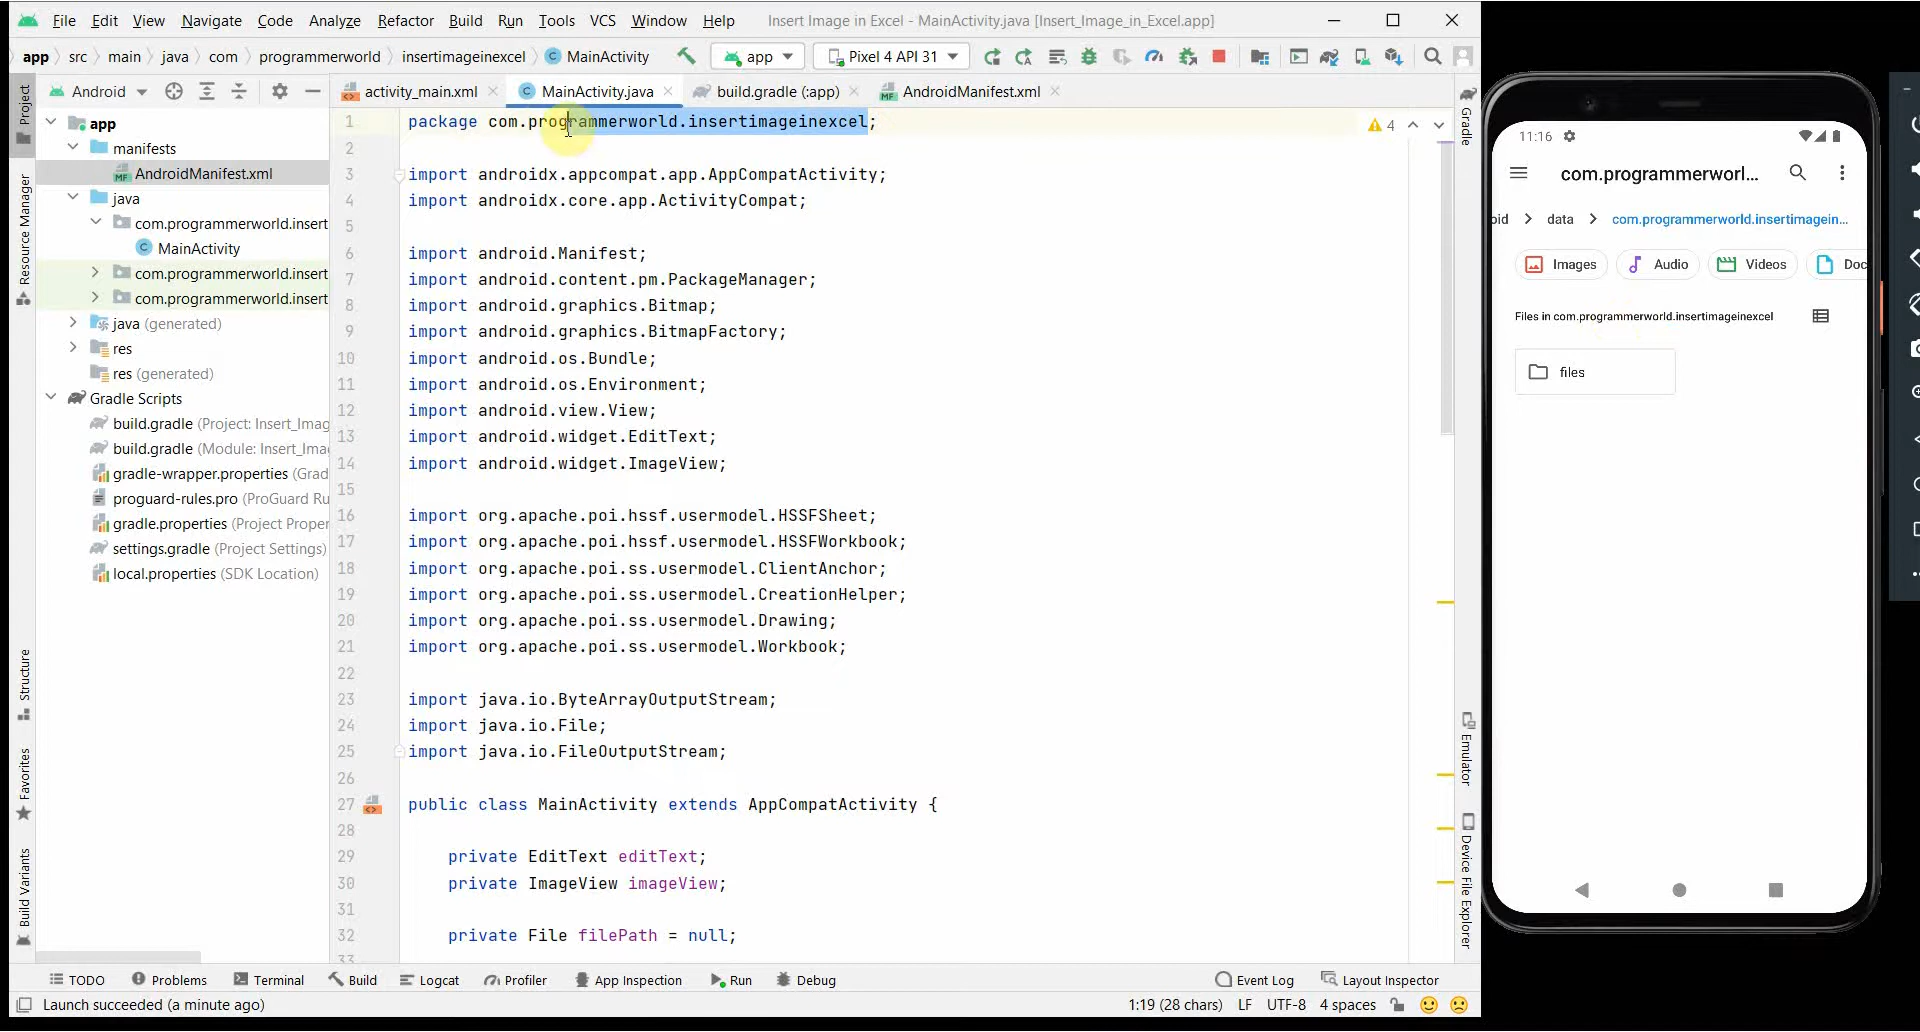 File Edit View Navigate Code Analyze Refactor Build Run Tools VCS Window Help Insert Image in Excel - MainActivity.java [Insert_Image_in_Excel.app]
app src main java com programmerworld insertimageinexcel MainActivity app Pixel 4 API 31
Android activity_main.xml MainActivity.java build.gradle (:app) AndroidManifest.xml
Project
Resource Manager
Structure
Favorites
Build Variants
app
manifests
AndroidManifest.xml
java
com.programmerworld.insert
MainActivity
com.programmerworld.insert
com.programmerworld.insert
java (generated)
res
res (generated)
Gradle Scripts
build.gradle (Project: Insert_Imag
build.gradle (Module: Insert_Ima
gradle-wrapper.properties (Grad
proguard-rules.pro (ProGuard Ru
gradle.properties (Project Proper
settings.gradle (Project Settings)
local.properties (SDK Location)
1 package com.programmerworld.insertimageinexcel;
4
2
3 import androidx.appcompat.app.AppCompatActivity;
4 import androidx.core.app.ActivityCompat;
5
6 import android.Manifest;
7 import android.content.pm.PackageManager;
8 import android.graphics.Bitmap;
9 import android.graphics.BitmapFactory;
10 import android.os.Bundle;
11 import android.os.Environment;
12 import android.view.View;
13 import android.widget.EditText;
14 import android.widget.ImageView;
15
16 import org.apache.poi.hssf.usermodel.HSSFSheet;
17 import org.apache.poi.hssf.usermodel.HSSFWorkbook;
18 import org.apache.poi.ss.usermodel.ClientAnchor;
19 import org.apache.poi.ss.usermodel.CreationHelper;
20 import org.apache.poi.ss.usermodel.Drawing;
21 import org.apache.poi.ss.usermodel.Workbook;
22
23 import java.io.ByteArrayOutputStream;
24 import java.io.File;
25 import java.io.FileOutputStream;
26
27 public class MainActivity extends AppCompatActivity {
28
29 private EditText editText;
30 private ImageView imageView;
31
32 private File filePath = null;
33
Gradle
Emulator
Device File Explorer
TODO Problems Terminal Build Logcat Profiler App Inspection Run Debug Event Log Layout Inspector
Launch succeeded (a minute ago) 1:19 (28 chars) LF UTF-8 4 spaces
11:16
com.programmerworl...
oid data com.programmerworld.insertimagein...
Images Audio Videos Doc
Files in com.programmerworld.insertimageinexcel
files